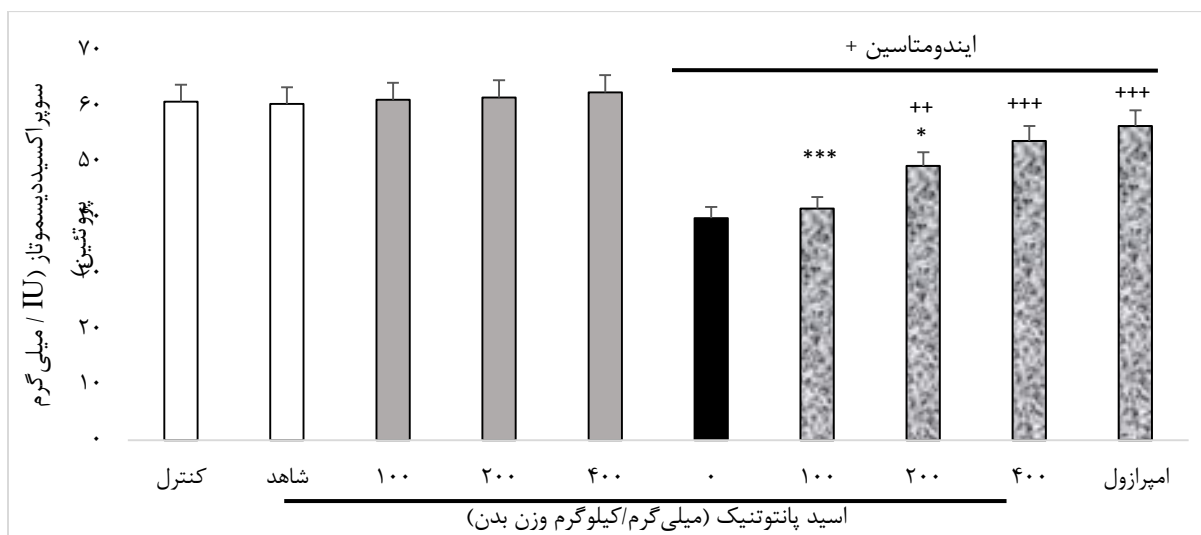 ایندومتاسین +
سوپراکسیددیسموتاز (IU / میلی‌گرم
پروتئین)
۷۰
۶۰
۵۰
۲۰
۱۰
۰
***
++
*
+++
+++
کنترل شاهد ۱۰۰ ۲۰۰ ۴۰۰ ۰ ۱۰۰ ۲۰۰ ۴۰۰ امپرازول
اسید پانتوتنیک (میلی‌گرم/کیلوگرم وزن بدن)